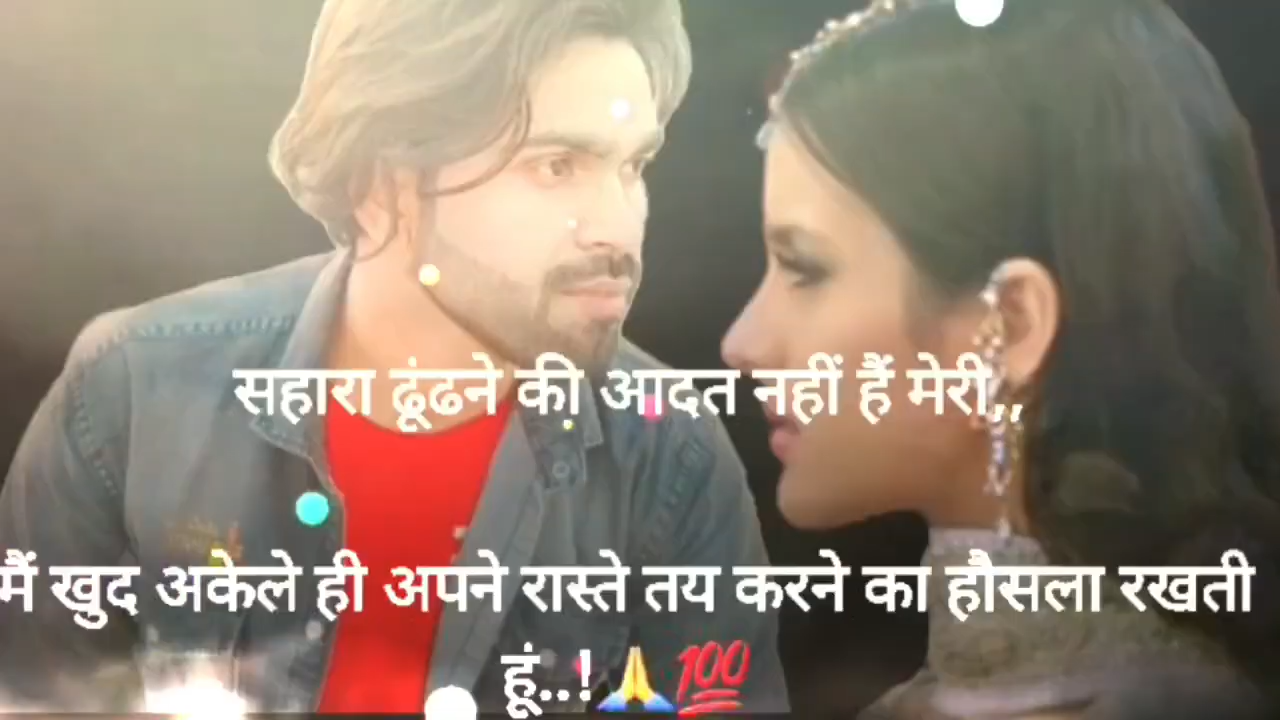 सहारा ढूंढने की आदत नहीं हैं मेरी,,
मैं खुद अकेले ही अपने रास्ते तय करने का हौसला रखती
हूं..!🙏💯